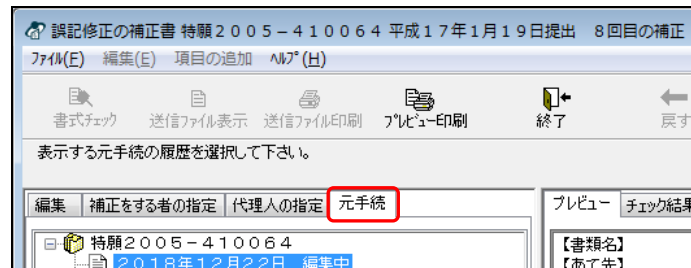 誤記修正の補正書 特願２００５－４１００６４ 平成１７年１月１９日提出　８回目の補正
ﾌｧｲﾙ(F)　編集(E)　項目の追加　ﾍﾙﾌﾟ(H)
書式ﾁｪｯｸ　送信ﾌｧｲﾙ表示　送信ﾌｧｲﾙ印刷　ﾌﾟﾚﾋﾞｭｰ印刷　終了　戻す
表示する元手続の履歴を選択して下さい。
編集　補正をする者の指定　代理人の指定　元手続　プレビュー　ﾁｪｯｸ結果
特願２００５－４１００６４　【書類名】
２０１８年１２月２２日　編集中　【あて先】